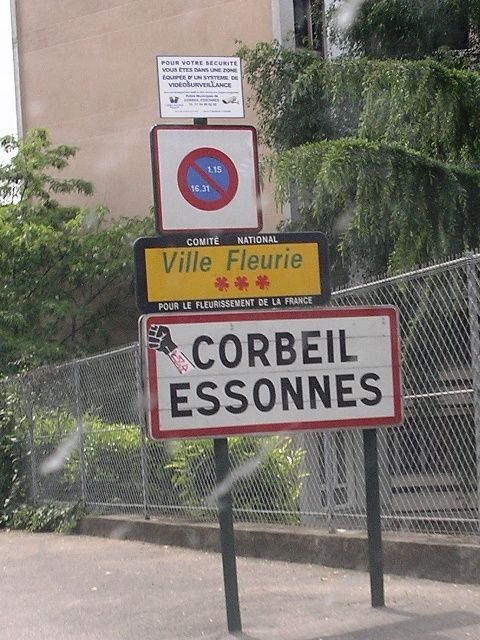 POUR VOTRE SÉCURITÉ
VOUS ÊTES DANS UNE ZONE
ÉQUIPÉE D'UN SYSTEME DE
VIDÉOSURVEILLANCE
1.15
16.31
COMITÉ NATIONAL
Ville Fleurie
POUR LE FLEURISSEMENT DE LA FRANCE
CORBEIL
ESSONNES